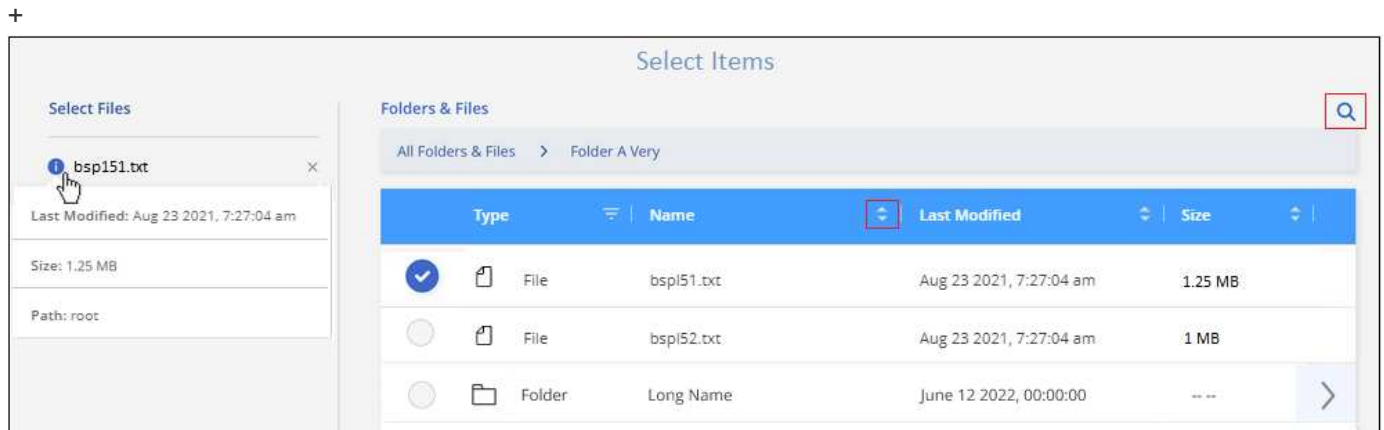 +
Select Items
Select Files
Folders & Files
bsp151.txt ×
All Folders & Files > Folder A Very
Last Modified: Aug 23 2021, 7:27:04 am
Size: 1.25 MB
Path: root
Type Name Last Modified Size
File bspl51.txt Aug 23 2021, 7:27:04 am 1.25 MB
File bspl52.txt Aug 23 2021, 7:27:04 am 1 MB
Folder Long Name June 12 2022, 00:00:00 -- --